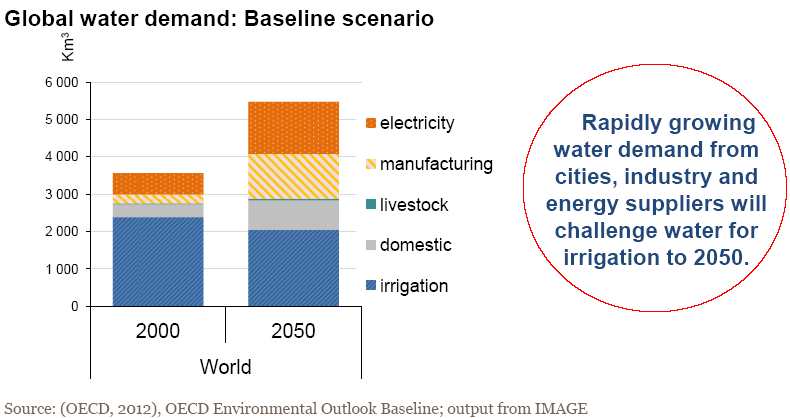 Global water demand: Baseline scenario
Km³
6 000
5 000
4 000
3 000
2 000
1 000
0
2000
2050
World
electricity
manufacturing
livestock
domestic
irrigation
Rapidly growing
water demand from
cities, industry and
energy suppliers will
challenge water for
irrigation to 2050.
Source: (OECD, 2012), OECD Environmental Outlook Baseline; output from IMAGE